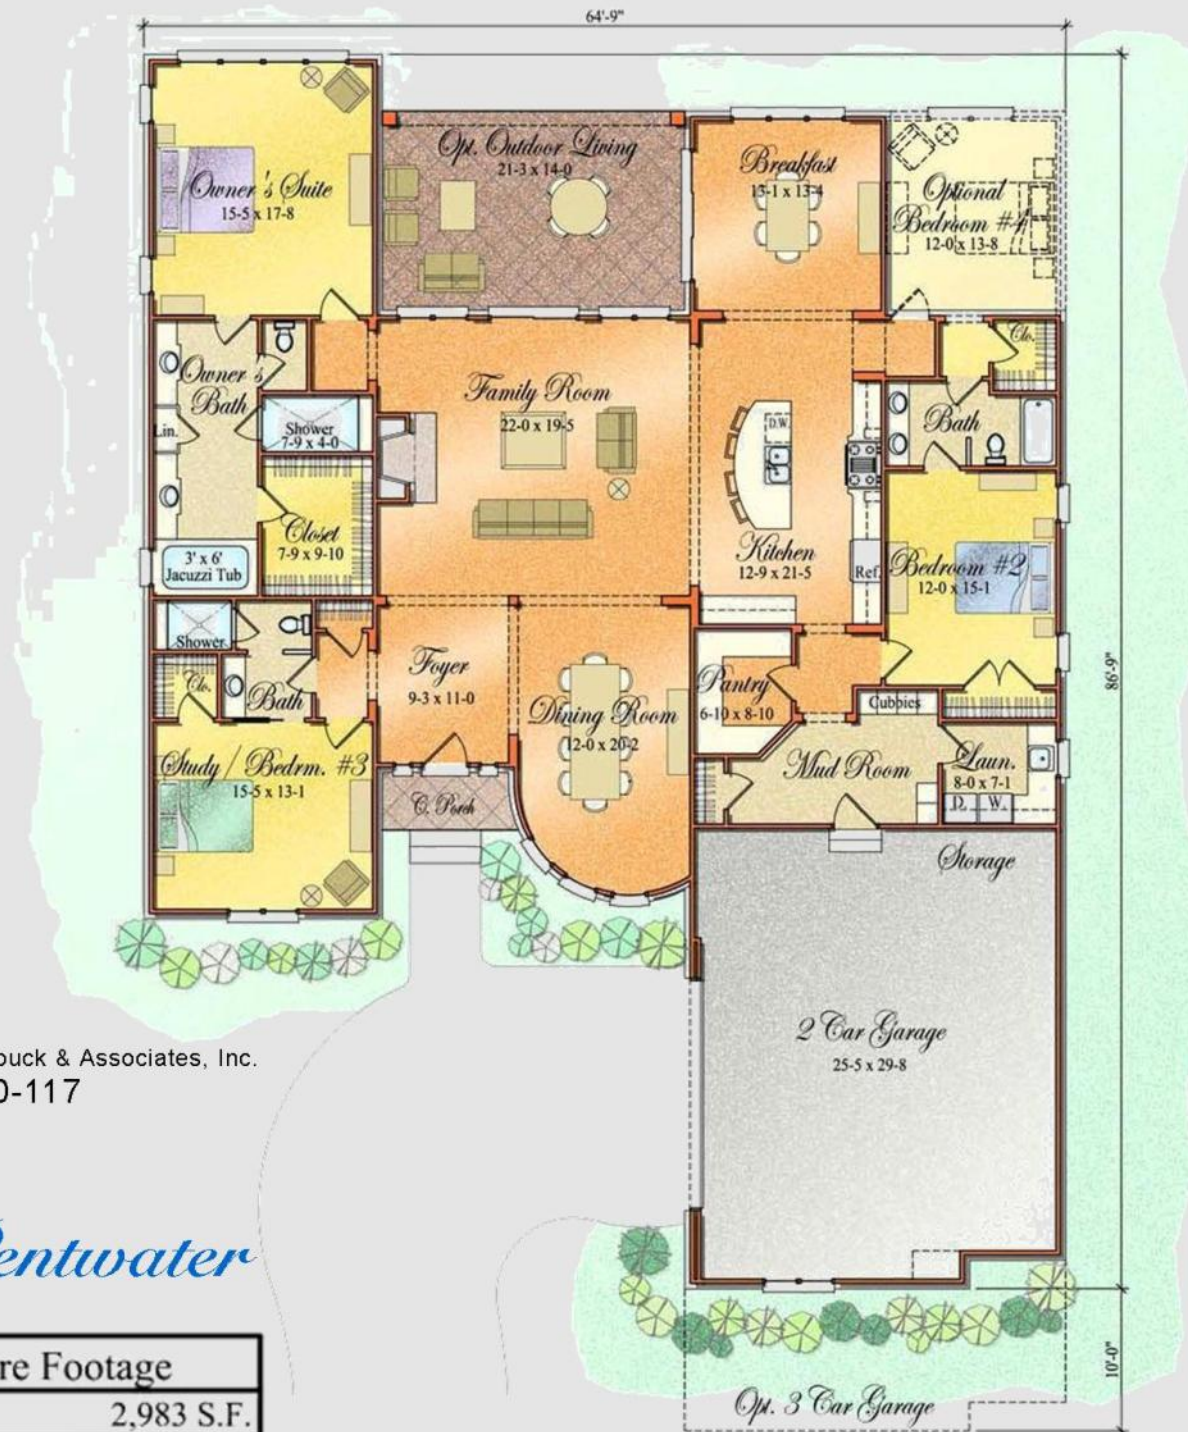 64'-9"
Owner's Suite
15-5 x 17-8
Opt. Outdoor Living
21-3 x 14-0
Breakfast
13-1 x 13-4
Optional
Bedroom #4
12-0 x 13-8
Owner's
Bath
Lin.
Shower
7-9 x 4-0
Closet
7-9 x 9-10
3' x 6'
Jacuzzi Tub
Family Room
22-0 x 19-5
D.W.
Kitchen
12-9 x 21-5
Ref.
Clo.
Bath
Bedroom #2
12-0 x 15-1
Shower
Clo.
Bath
Foyer
9-3 x 11-0
Dining Room
12-0 x 20-2
Pantry
6-10 x 8-10
Cubbies
Mud Room
Laun.
8-0 x 7-1
D. W.
Study / Bedrm. #3
15-5 x 13-1
C. Porch
Storage
2 Car Garage
25-5 x 29-8
86'-9"
10'-0"
Opt. 3 Car Garage
buck & Associates, Inc.
0-117
entwater
re Footage
2,983 S.F.